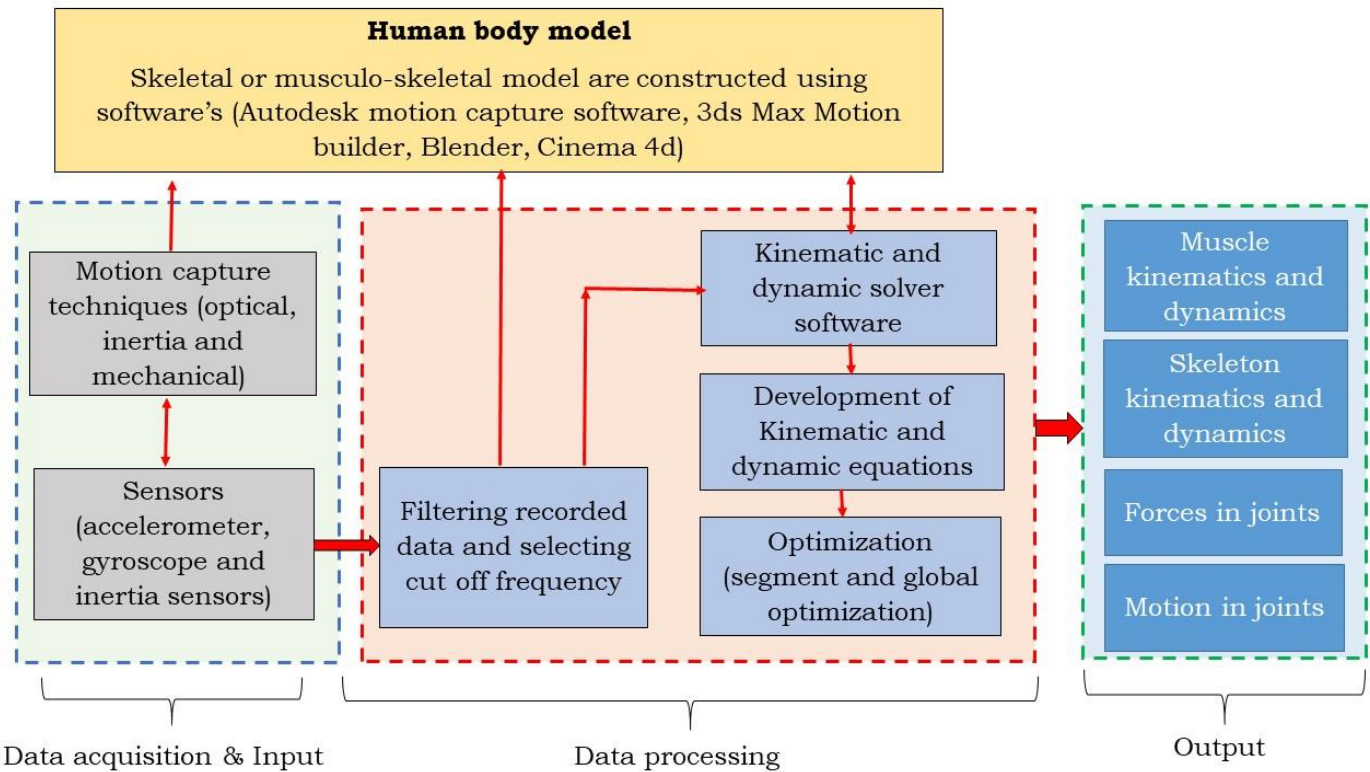 Human body model
Skeletal or musculo-skeletal model are constructed using
software's (Autodesk motion capture software, 3ds Max Motion
builder, Blender, Cinema 4d)
Motion capture
techniques (optical,
inertia and
mechanical)
Sensors
(accelerometer,
gyroscope and
inertia sensors)
Filtering recorded
data and selecting
cut off frequency
Kinematic and
dynamic solver
software
Development of
Kinematic and
dynamic equations
Optimization
(segment and global
optimization)
Muscle
kinematics and
dynamics
Skeleton
kinematics and
dynamics
Forces in joints
Motion in joints
Data acquisition & Input
Data processing
Output